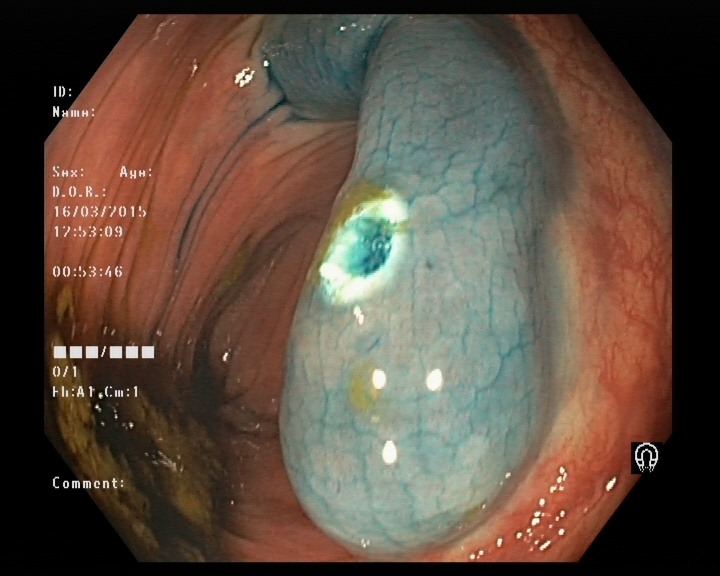 ID:
Name:
Sex: Age:
D.O.B.:
16/03/2015
12:53:09
00:53:46
■■■/■■■
0/1
Eh:A1 Cm:1
Comment: